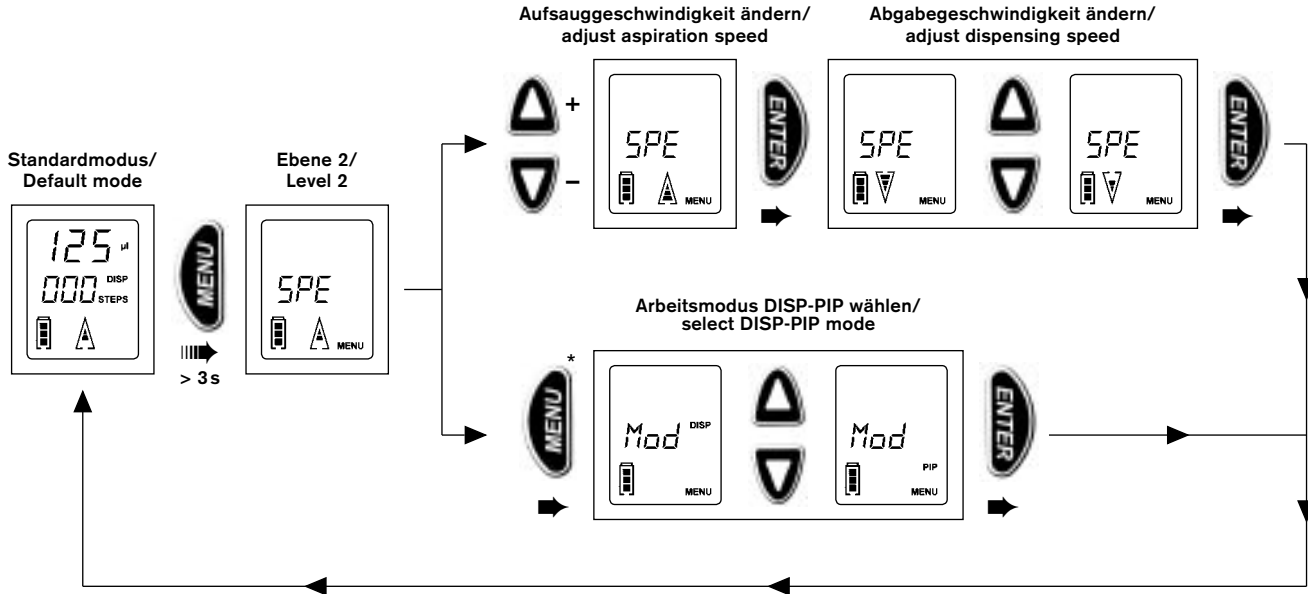 Aufsauggeschwindigkeit ändern/
adjust aspiration speed
Abgabegeschwindigkeit ändern/
adjust dispensing speed
+
–
SPE
MENU
ENTER
SPE
MENU
SPE
MENU
ENTER
Standardmodus/
Default mode
125 µl
000 DISP
STEPS
MENU
> 3 s
Ebene 2/
Level 2
SPE
MENU
Arbeitsmodus DISP-PIP wählen/
select DISP-PIP mode
MENU
*
Mod DISP
MENU
Mod
PIP
MENU
ENTER